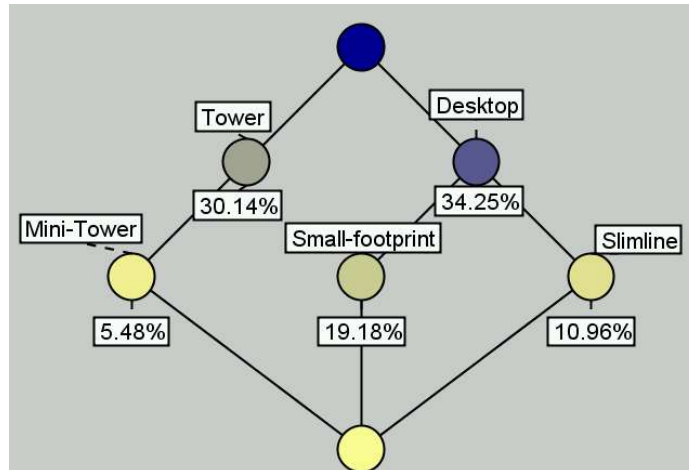 Desktop
Tower
30.14%
34.25%
Mini-Tower
Small-footprint
Slimline
5.48%
19.18%
10.96%